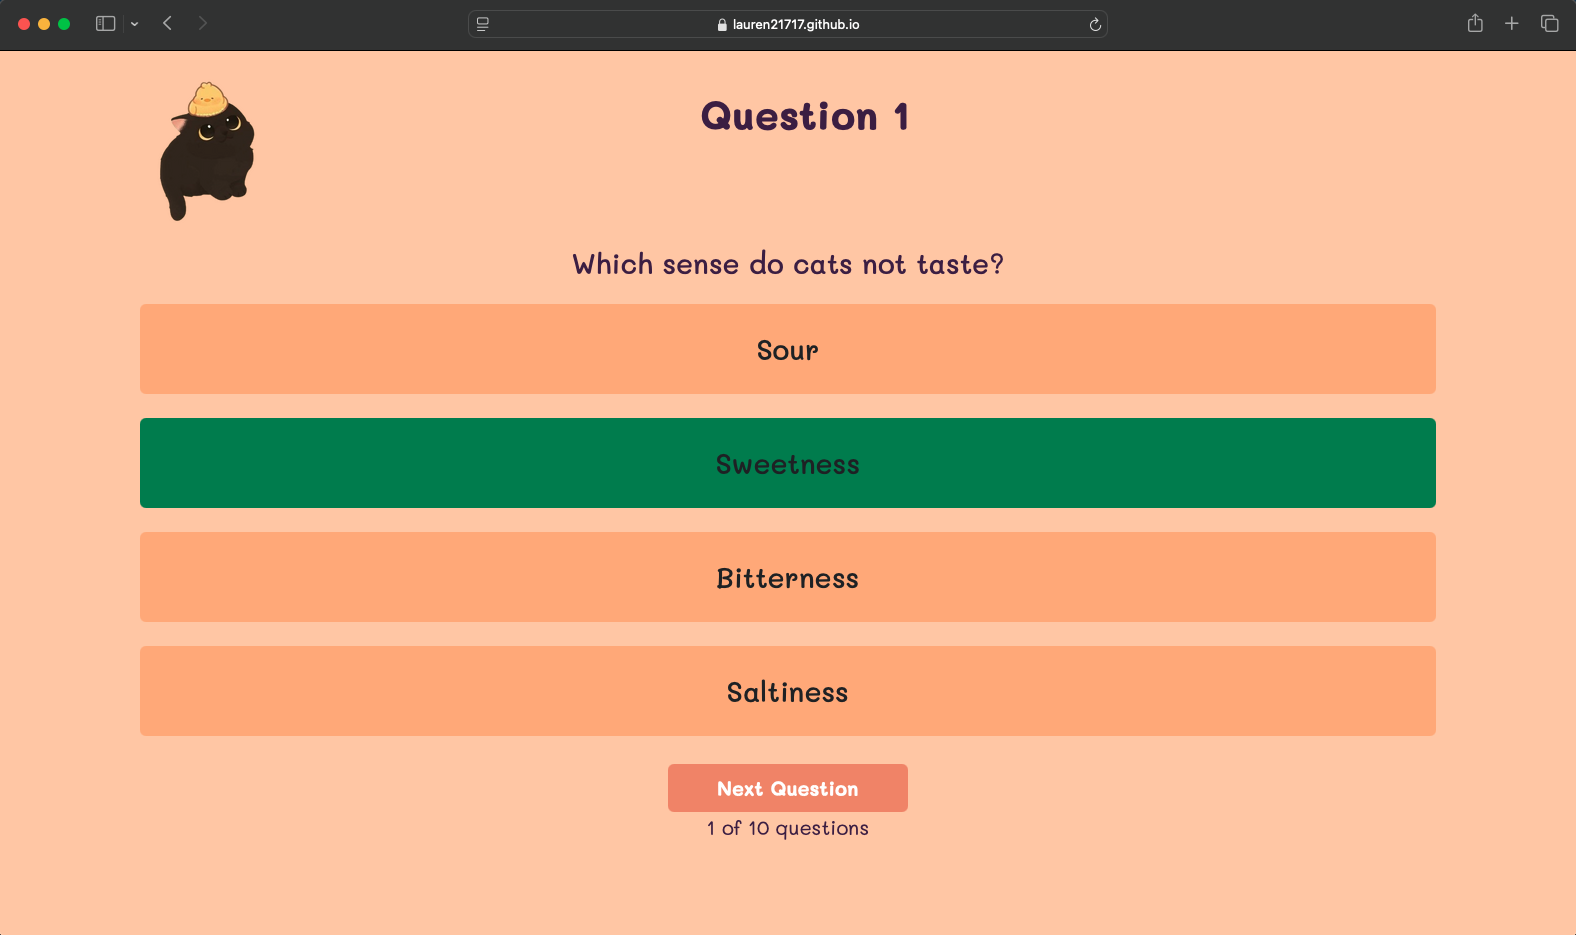 lauren21717.github.io
Question 1
Which sense do cats not taste?
Sour
Sweetness
Bitterness
Saltiness
Next Question
1 of 10 questions